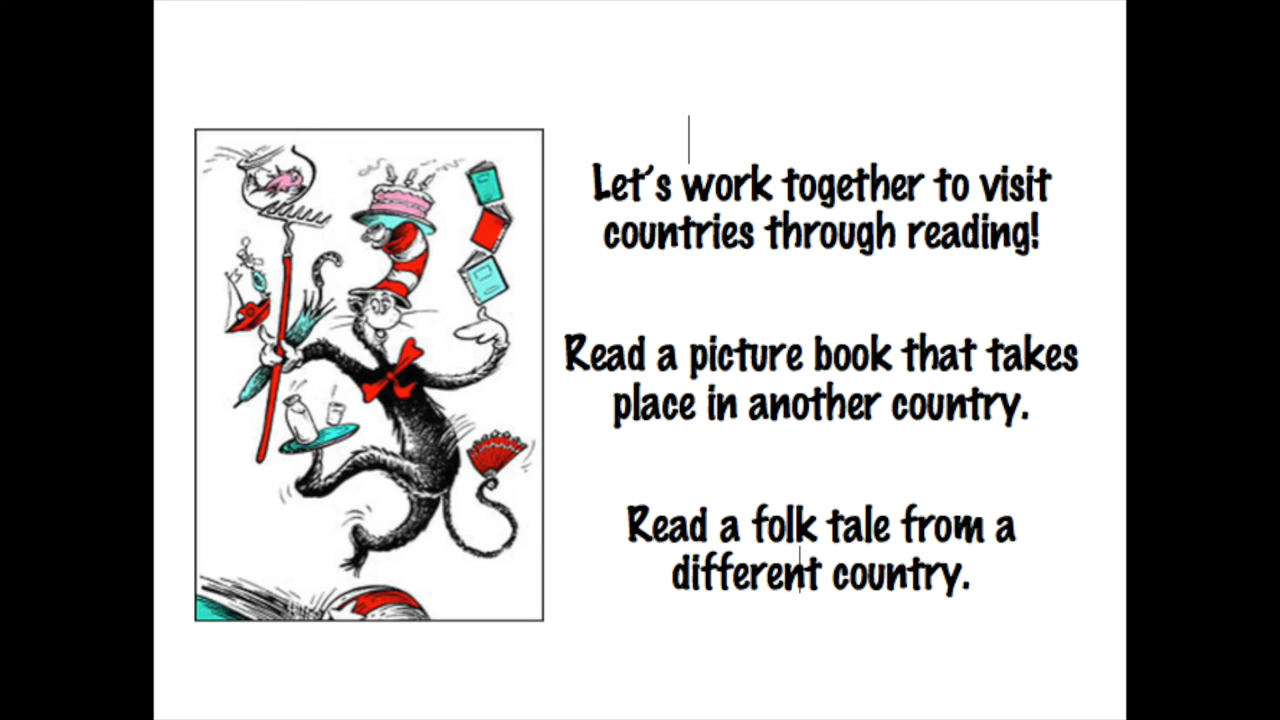 Let's work together to visit
countries through reading!
Read a picture book that takes
place in another country.
Read a folk tale from a
different country.